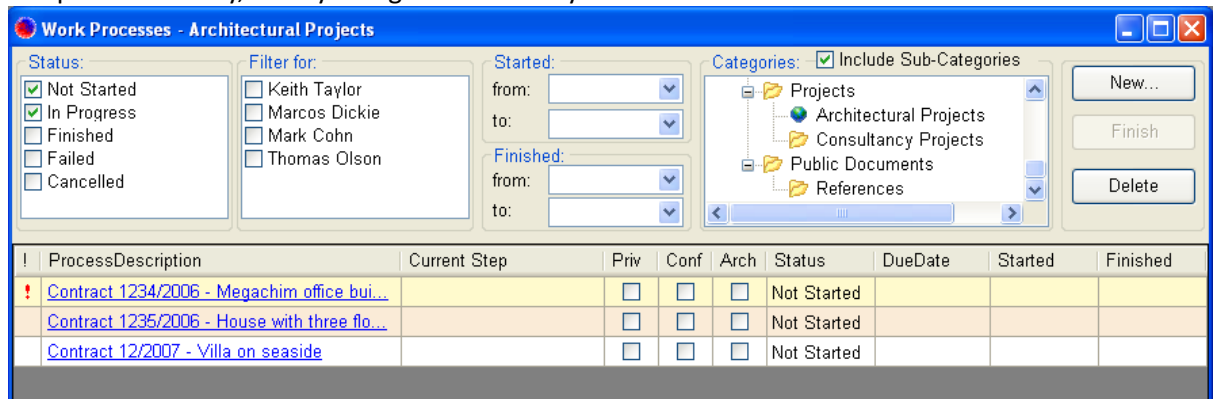 Work Processes - Architectural Projects
Status:
Not Started
In Progress
Finished
Failed
Cancelled
Filter for:
Keith Taylor
Marcos Dickie
Mark Cohn
Thomas Olson
Started:
from:
to:
Finished:
from:
to:
Categories: Include Sub-Categories
Projects
Architectural Projects
Consultancy Projects
Public Documents
References
New...
Finish
Delete
! ProcessDescription Current Step Priv Conf Arch Status DueDate Started Finished
! Contract 1234/2006 - Megachim office bui... Not Started
Contract 1235/2006 - House with three flo... Not Started
Contract 12/2007 - Villa on seaside Not Started